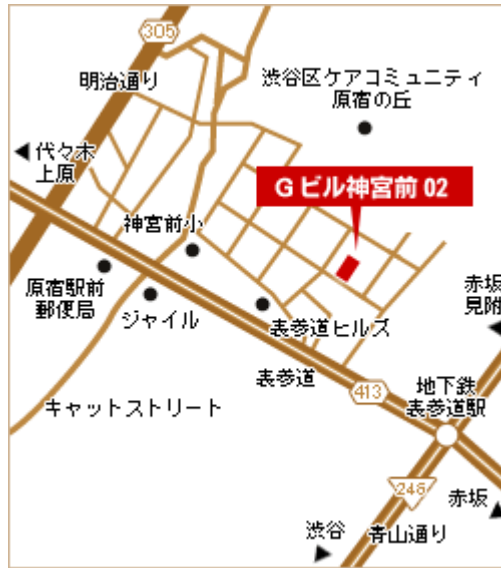 305
明治通り
渋谷区ケアコミュニティ
原宿の丘
代々木
上原
G ビル神宮前 02
神宮前小
原宿駅前
郵便局
ジャイル
表参道ヒルズ
赤坂
見附
表参道
413
地下鉄
表参道駅
キャットストリート
246
赤坂
渋谷
青山通り